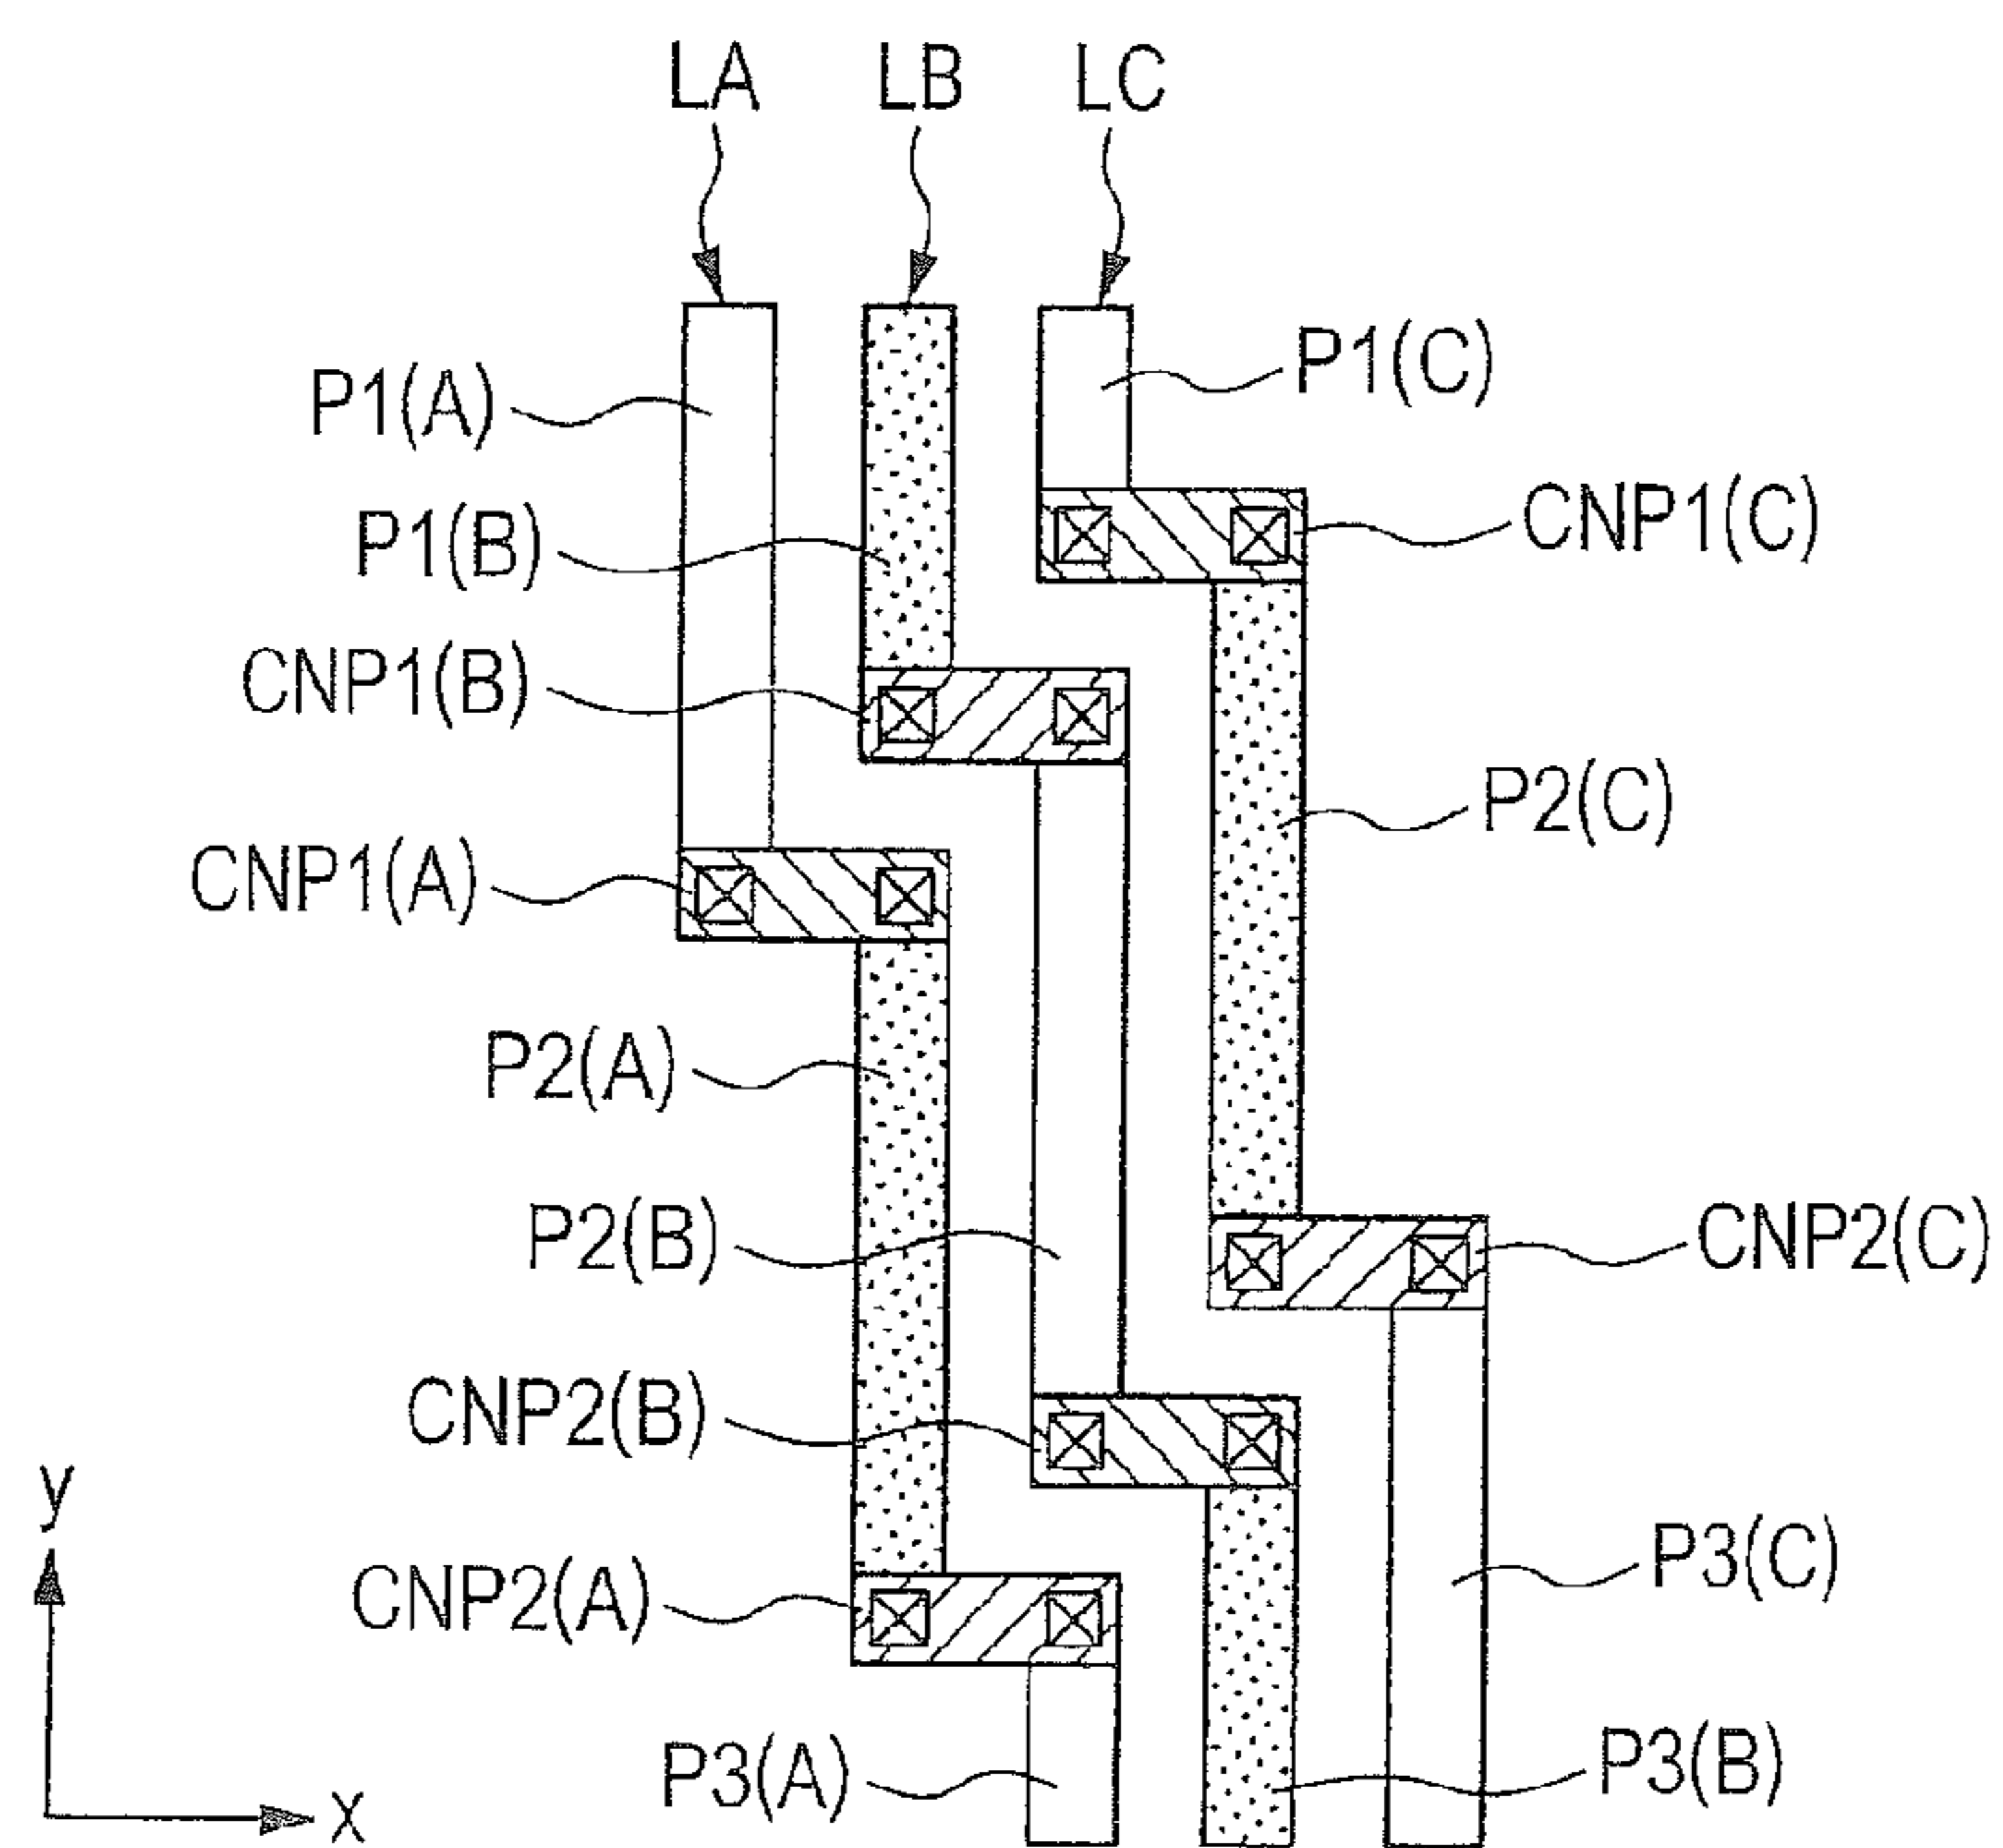 LA LB LC
P1(C)
P1(A)
CNP1(C)
P1(B)
CNP1(B)
P2(C)
CNP1(A)
P2(A)
P2(B)
CNP2(C)
CNP2(B)
y
P3(C)
CNP2(A)
P3(B)
P3(A)
x